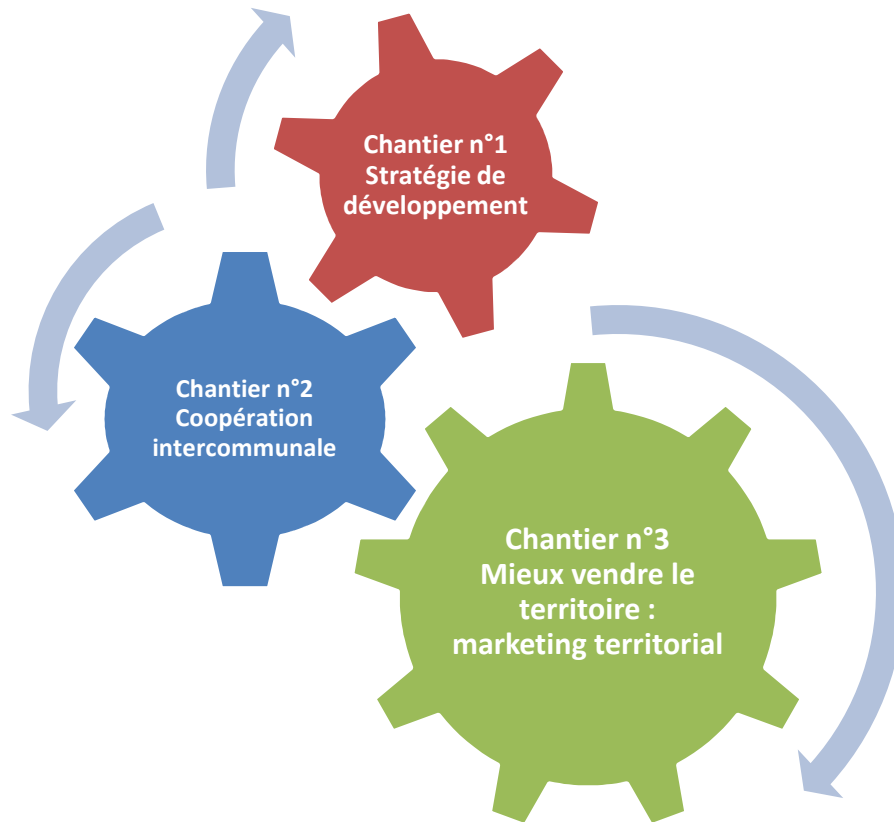 Chantier n°1
Stratégie de
développement
Chantier n°2
Coopération
intercommunale
Chantier n°3
Mieux vendre le
territoire :
marketing territorial